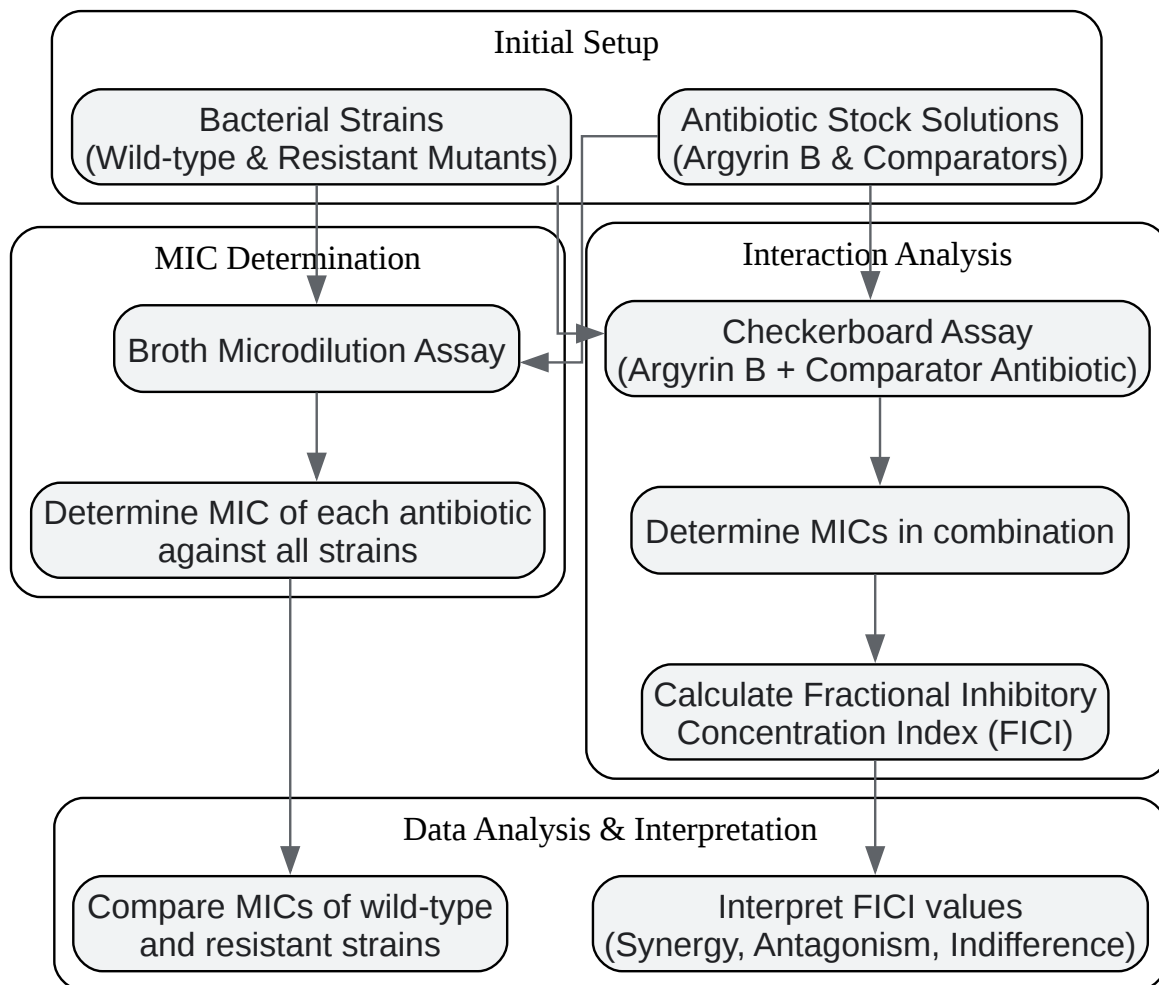 Initial Setup
Bacterial Strains
(Wild-type & Resistant Mutants)
Antibiotic Stock Solutions
(Argyrin B & Comparators)
MIC Determination
Broth Microdilution Assay
Determine MIC of each antibiotic
against all strains
Interaction Analysis
Checkerboard Assay
(Argyrin B + Comparator Antibiotic)
Determine MICs in combination
Calculate Fractional Inhibitory
Concentration Index (FICI)
Data Analysis & Interpretation
Compare MICs of wild-type
and resistant strains
Interpret FICI values
(Synergy, Antagonism, Indifference)